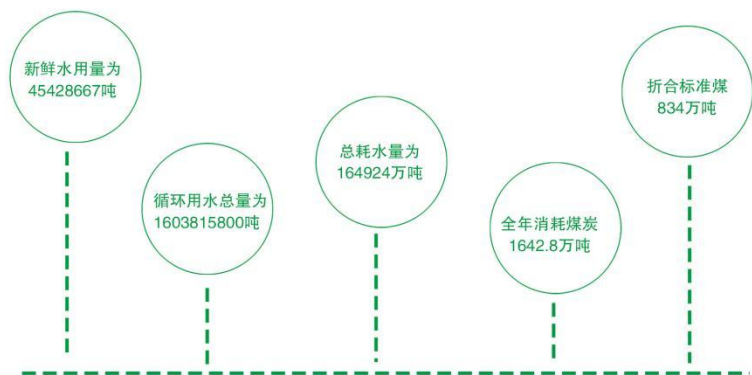 新鲜水用量为
45428667吨
循环用水总量为
1603815800吨
总耗水量为
164924万吨
全年消耗煤炭
1642.8万吨
折合标准煤
834万吨